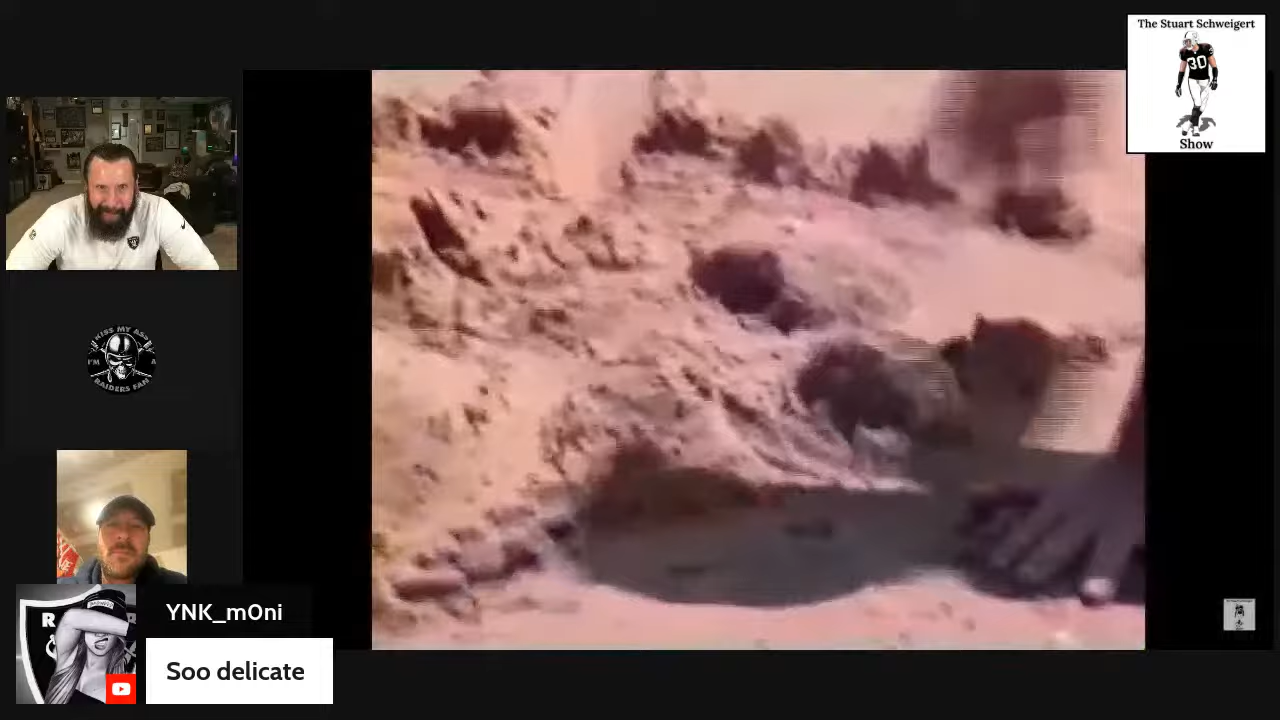 The Stuart Schweigert
30
Show
KISS MY ASS
I'M A
RAIDERS FAN
YNK_m0ni
Soo delicate